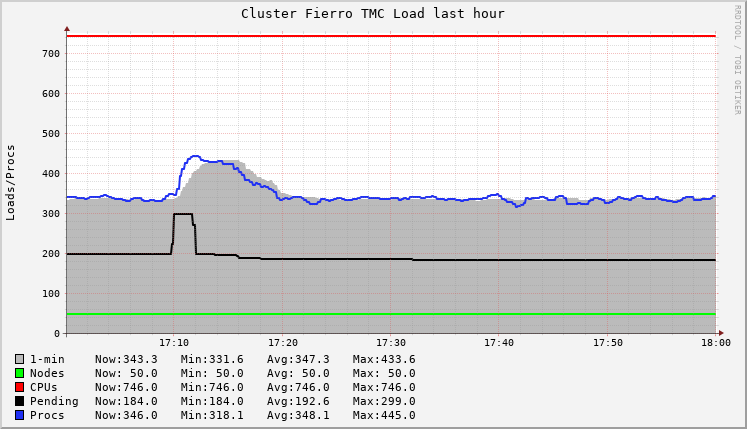 Cluster Fierro TMC Load last hour
RRDTOOL / TOBI OETIKER
Loads/Procs
700
600
500
400
300
200
100
0
17:10 17:20 17:30 17:40 17:50 18:00
1-min Now:343.3 Min:331.6 Avg:347.3 Max:433.6
Nodes Now: 50.0 Min: 50.0 Avg: 50.0 Max: 50.0
CPUs Now:746.0 Min:746.0 Avg:746.0 Max:746.0
Pending Now:184.0 Min:184.0 Avg:192.6 Max:299.0
Procs Now:346.0 Min:318.1 Avg:348.1 Max:445.0